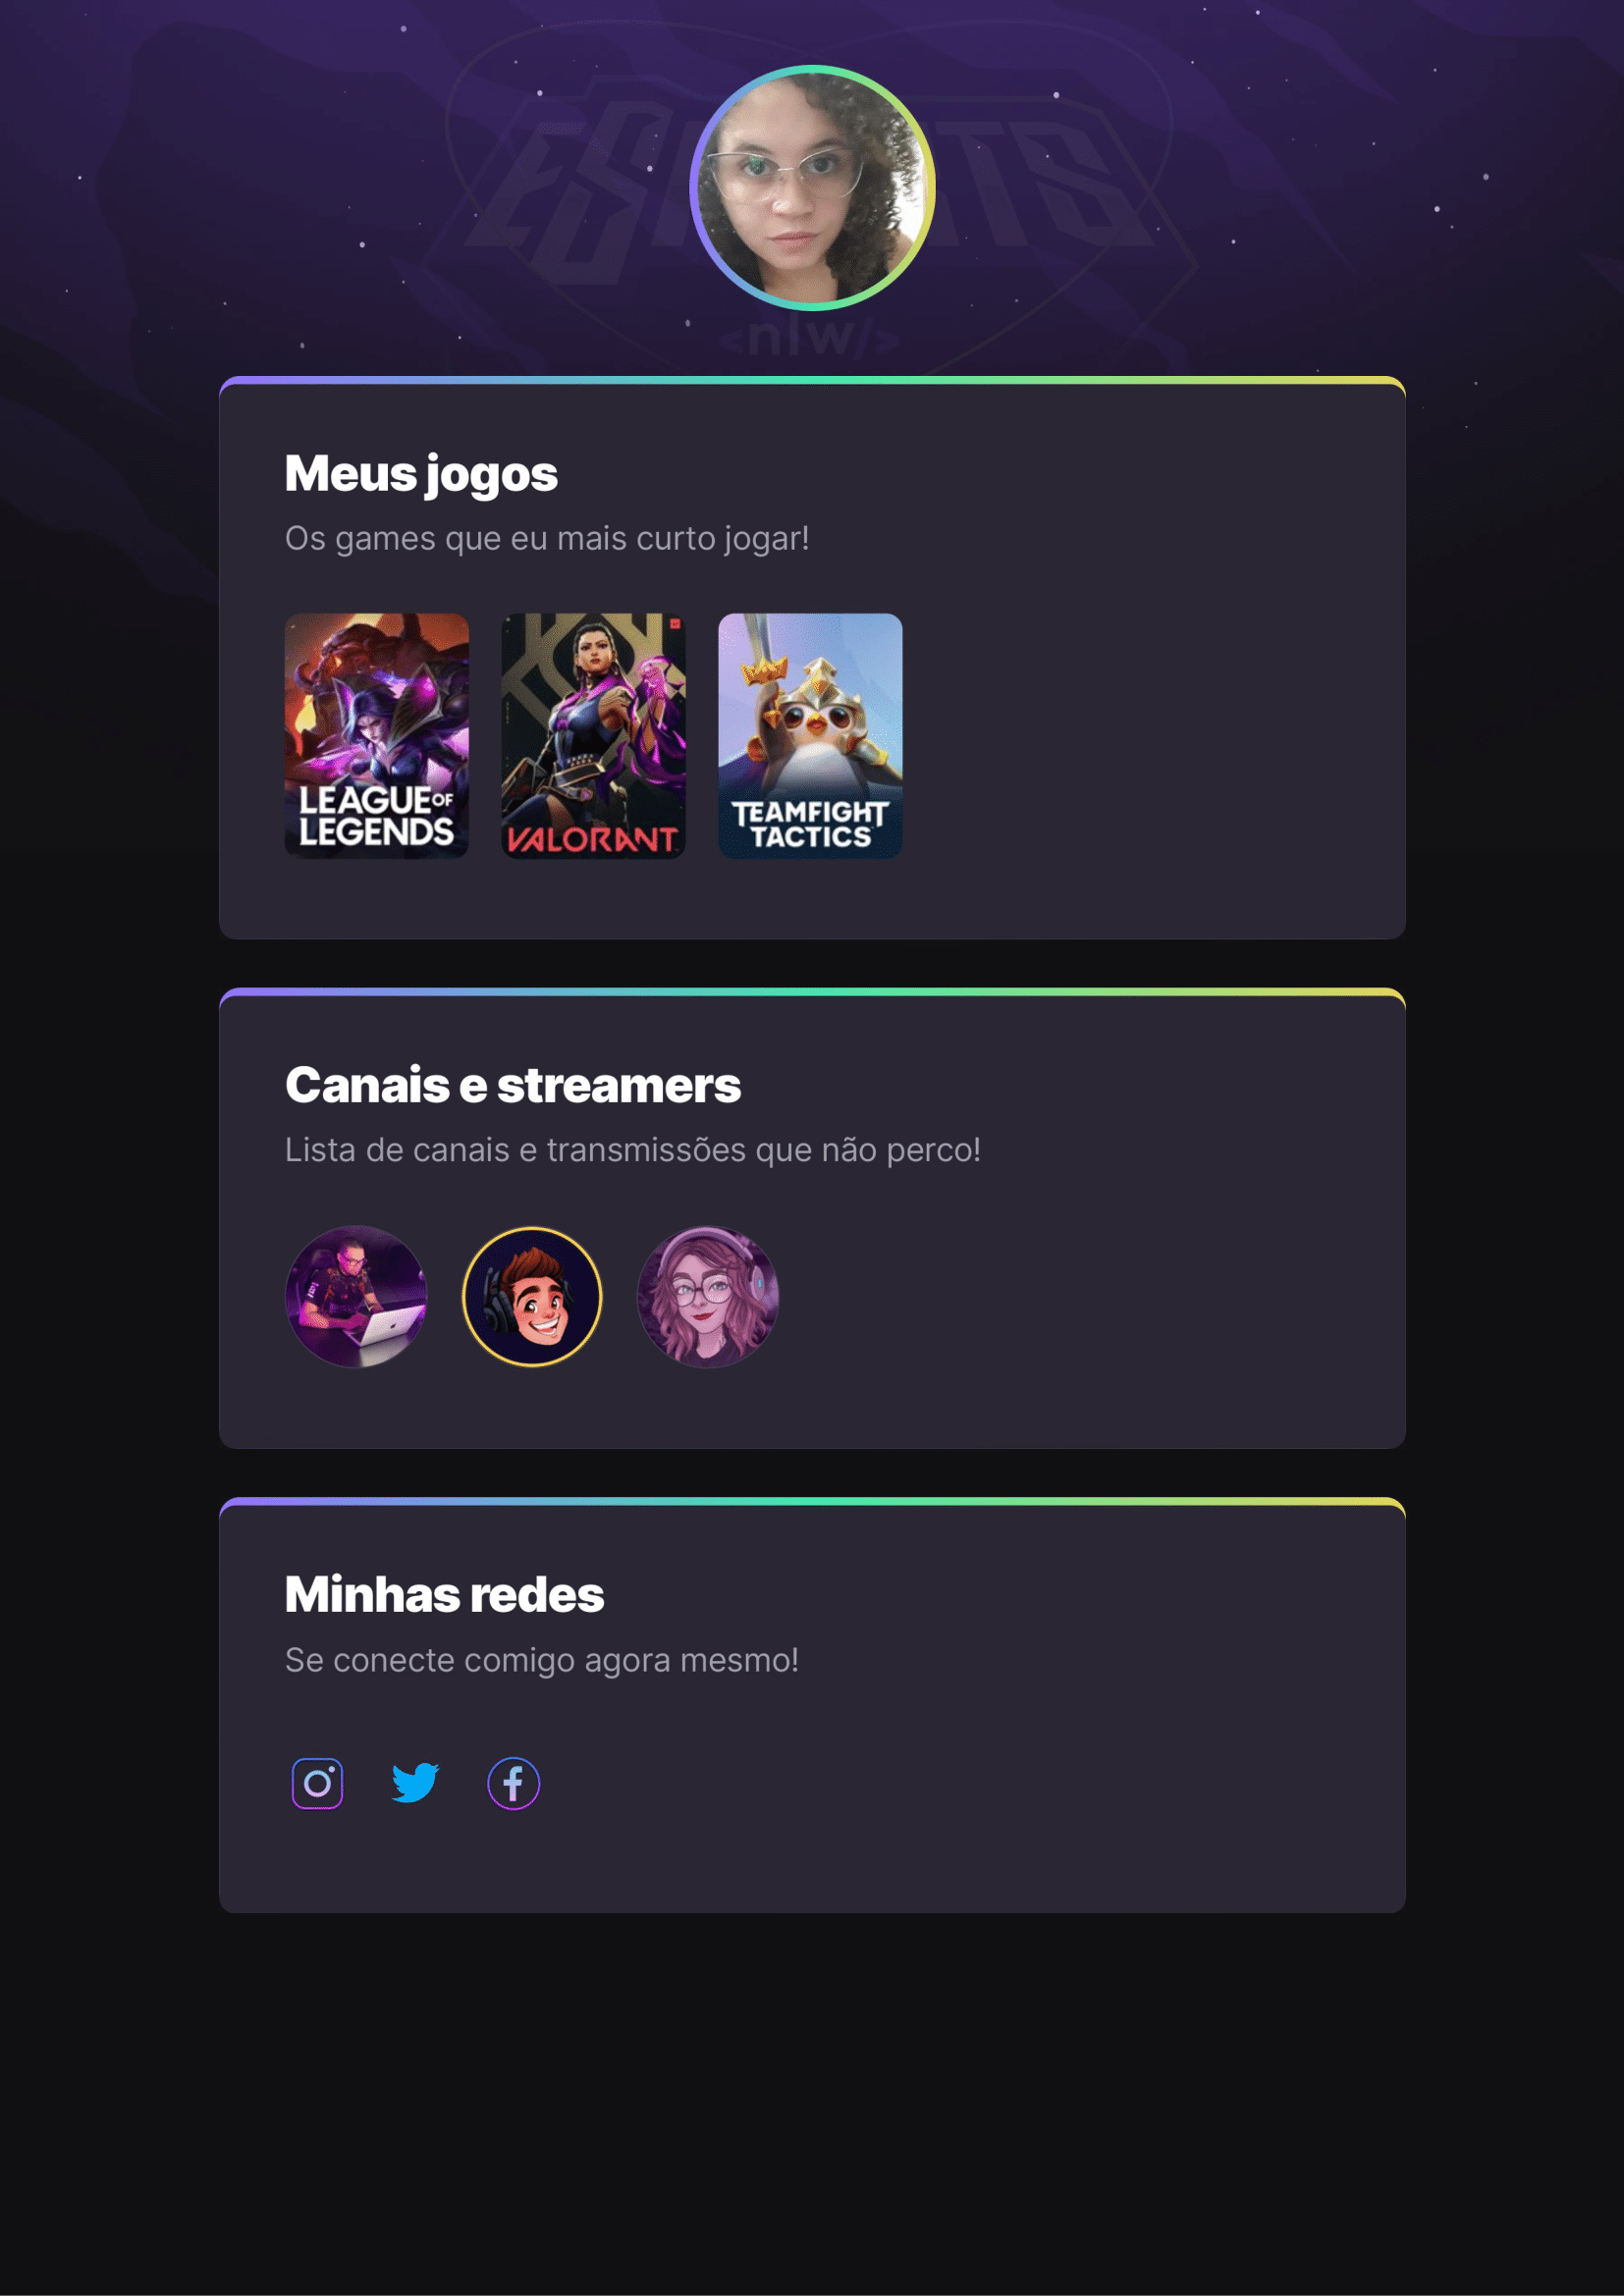 ESPORTS
<nlw/>
Meus jogos
Os games que eu mais curto jogar!
LEAGUE OF
LEGENDS
VALORANT
TEAMFIGHT
TACTICS
Canais e streamers
Lista de canais e transmissões que não perco!
Minhas redes
Se conecte comigo agora mesmo!